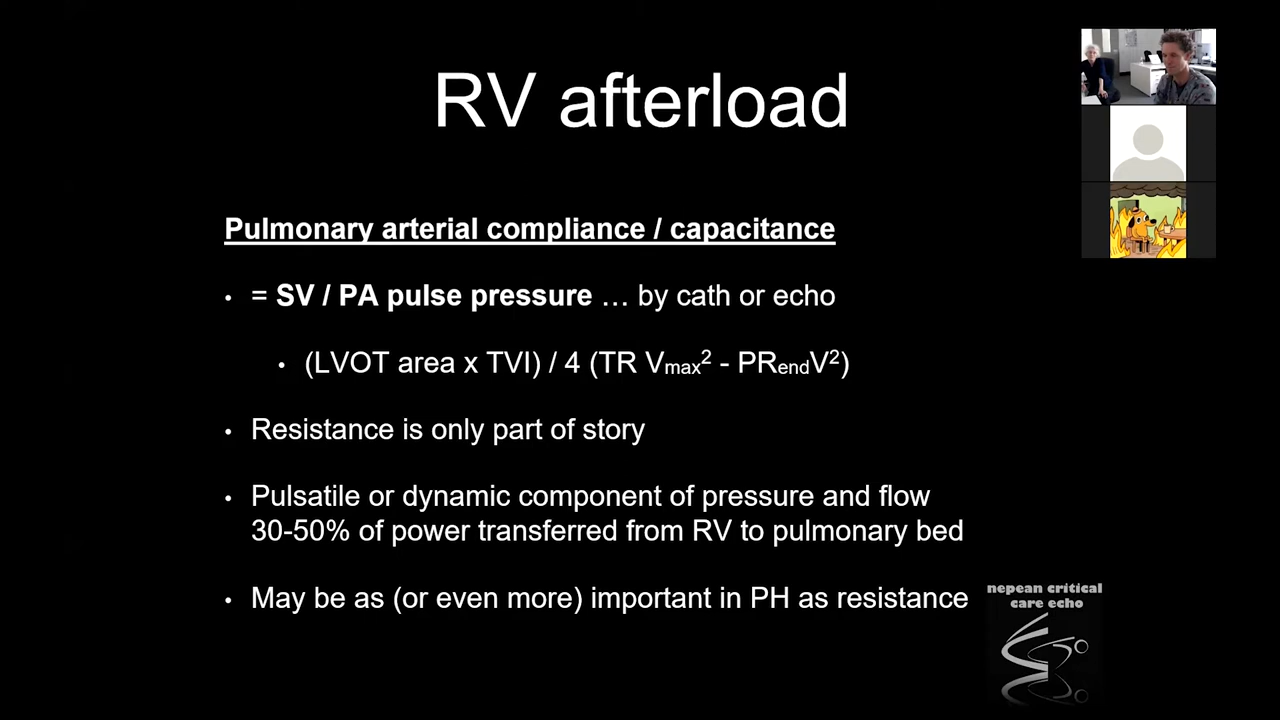 RV afterload
Pulmonary arterial compliance / capacitance
• = SV / PA pulse pressure … by cath or echo
• (LVOT area x TVI) / 4 (TR Vmax² - PRendV²)
• Resistance is only part of story
• Pulsatile or dynamic component of pressure and flow
30-50% of power transferred from RV to pulmonary bed
• May be as (or even more) important in PH as resistance
nepean critical
care echo